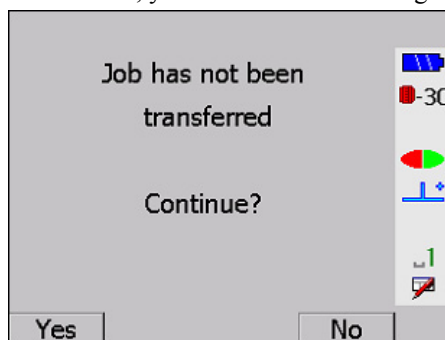 Job has not been
transferred
Continue?
-30
1
Yes
No